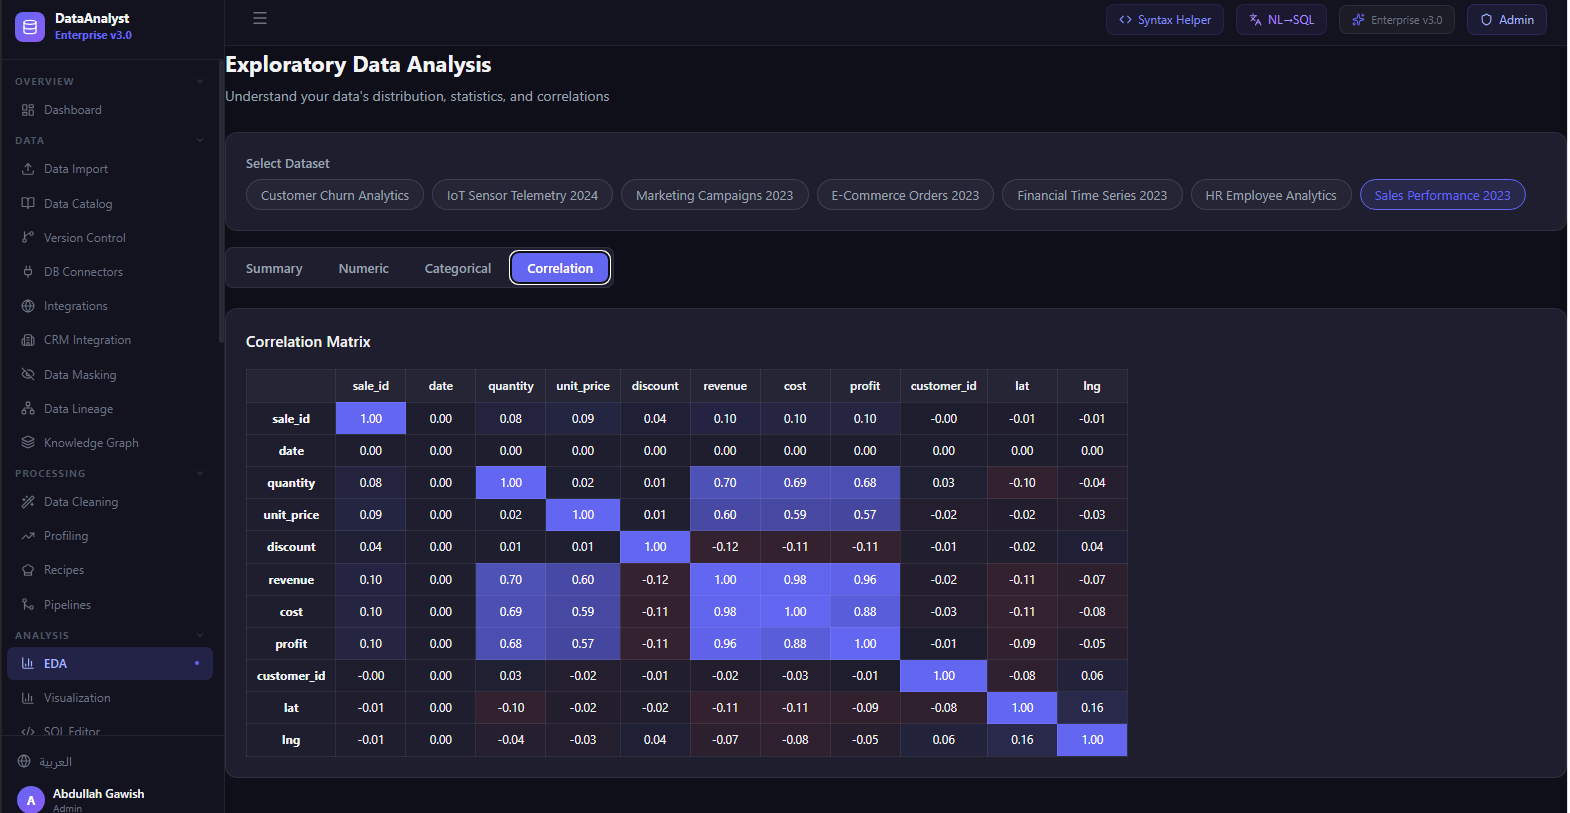 DataAnalyst
Enterprise v3.0
Syntax Helper
NL→SQL
Enterprise v3.0
Admin
OVERVIEW
Dashboard
DATA
Data Import
Data Catalog
Version Control
DB Connectors
Integrations
CRM Integration
Data Masking
Data Lineage
Knowledge Graph
PROCESSING
Data Cleaning
Profiling
Recipes
Pipelines
ANALYSIS
EDA
Visualization
SQL Editor
العربية
A
Abdullah Gawish
Admin
Exploratory Data Analysis
Understand your data's distribution, statistics, and correlations
Select Dataset
Customer Churn Analytics IoT Sensor Telemetry 2024 Marketing Campaigns 2023 E-Commerce Orders 2023 Financial Time Series 2023 HR Employee Analytics Sales Performance 2023
Summary Numeric Categorical Correlation
Correlation Matrix
sale_id date quantity unit_price discount revenue cost profit customer_id lat lng
sale_id 1.00 0.00 0.08 0.09 0.04 0.10 0.10 0.10 -0.00 -0.01 -0.01
date 0.00 0.00 0.00 0.00 0.00 0.00 0.00 0.00 0.00 0.00 0.00
quantity 0.08 0.00 1.00 0.02 0.01 0.70 0.69 0.68 0.03 -0.10 -0.04
unit_price 0.09 0.00 0.02 1.00 0.01 0.60 0.59 0.57 -0.02 -0.02 -0.03
discount 0.04 0.00 0.01 0.01 1.00 -0.12 -0.11 -0.11 -0.01 -0.02 0.04
revenue 0.10 0.00 0.70 0.60 -0.12 1.00 0.98 0.96 -0.02 -0.11 -0.07
cost 0.10 0.00 0.69 0.59 -0.11 0.98 1.00 0.88 -0.03 -0.11 -0.08
profit 0.10 0.00 0.68 0.57 -0.11 0.96 0.88 1.00 -0.01 -0.09 -0.05
customer_id -0.00 0.00 0.03 -0.02 -0.01 -0.02 -0.03 -0.01 1.00 -0.08 0.06
lat -0.01 0.00 -0.10 -0.02 -0.02 -0.11 -0.11 -0.09 -0.08 1.00 0.16
lng -0.01 0.00 -0.04 -0.03 0.04 -0.07 -0.08 -0.05 0.06 0.16 1.00